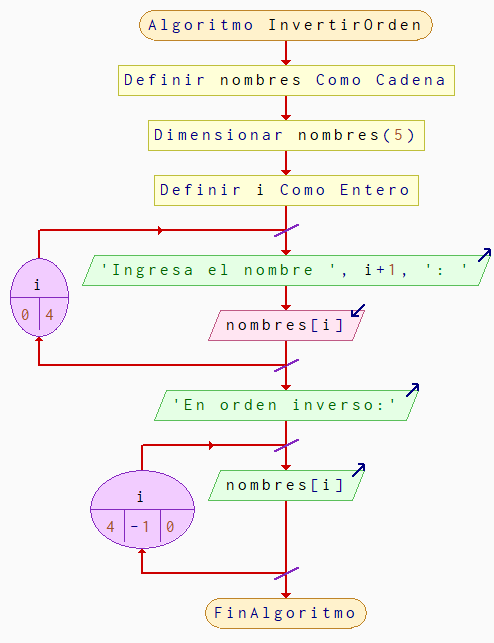 Algoritmo InvertirOrden
Definir nombres Como Cadena
Dimensionar nombres(5)
Definir i Como Entero
'Ingresa el nombre ', i+1, ': '
i
0 4
nombres[i]
'En orden inverso:'
nombres[i]
i
4 -1 0
FinAlgoritmo